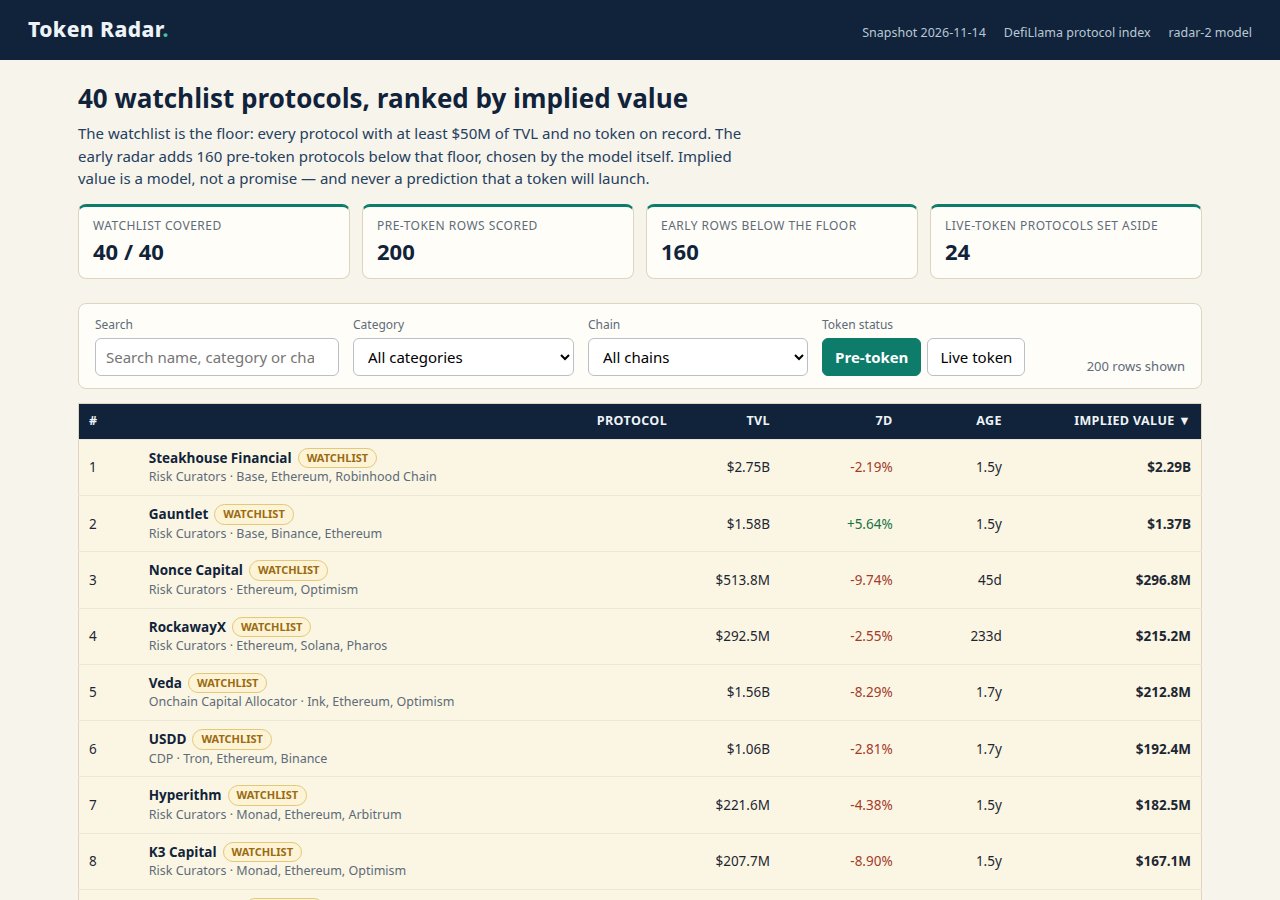 Token Radar.
Snapshot 2026-11-14 DefiLlama protocol index radar-2 model
40 watchlist protocols, ranked by implied value
The watchlist is the floor: every protocol with at least $50M of TVL and no token on record. The
early radar adds 160 pre-token protocols below that floor, chosen by the model itself. Implied
value is a model, not a promise — and never a prediction that a token will launch.
WATCHLIST COVERED
40 / 40
PRE-TOKEN ROWS SCORED
200
EARLY ROWS BELOW THE FLOOR
160
LIVE-TOKEN PROTOCOLS SET ASIDE
24
Search
Search name, category or cha
Category
All categories
Chain
All chains
Token status
Pre-token Live token
200 rows shown
# PROTOCOL TVL 7D AGE IMPLIED VALUE ▼
1 Steakhouse Financial WATCHLIST $2.75B -2.19% 1.5y $2.29B
Risk Curators · Base, Ethereum, Robinhood Chain
2 Gauntlet WATCHLIST $1.58B +5.64% 1.5y $1.37B
Risk Curators · Base, Binance, Ethereum
3 Nonce Capital WATCHLIST $513.8M -9.74% 45d $296.8M
Risk Curators · Ethereum, Optimism
4 RockawayX WATCHLIST $292.5M -2.55% 233d $215.2M
Risk Curators · Ethereum, Solana, Pharos
5 Veda WATCHLIST $1.56B -8.29% 1.7y $212.8M
Onchain Capital Allocator · Ink, Ethereum, Optimism
6 USDD WATCHLIST $1.06B -2.81% 1.7y $192.4M
CDP · Tron, Ethereum, Binance
7 Hyperithm WATCHLIST $221.6M -4.38% 1.5y $182.5M
Risk Curators · Monad, Ethereum, Arbitrum
8 K3 Capital WATCHLIST $207.7M -8.90% 1.5y $167.1M
Risk Curators · Monad, Ethereum, Optimism